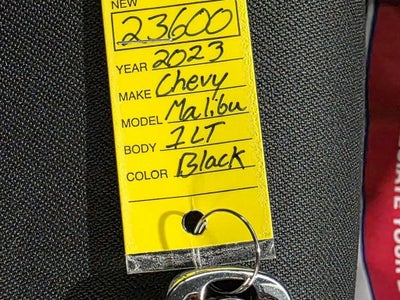 NEW
23600
YEAR 2023
MAKE Chevy
MODEL Malibu
BODY 1LT
COLOR Black